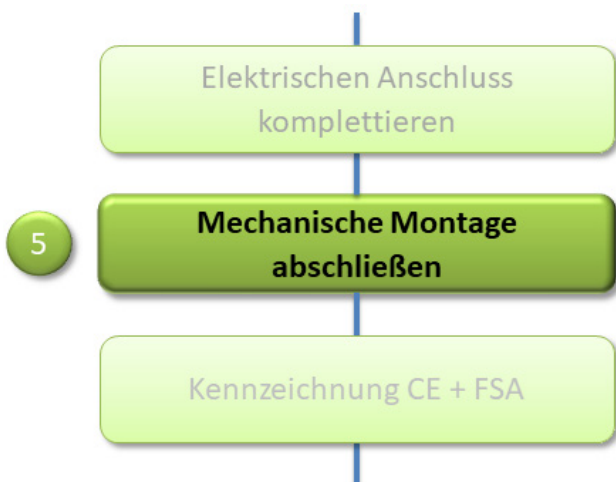 Elektrischen Anschluss
komplettieren
5
Mechanische Montage
abschließen
Kennzeichnung CE + FSA